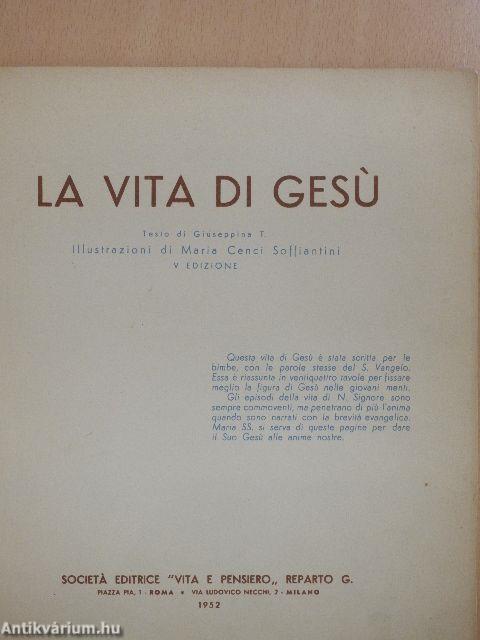 LA VITA DI GESÙ
Testo di Giuseppina T.
Illustrazioni di Maria Cenci Soffiantini
V EDIZIONE
Questa vita di Gesù è stata scritta per le
bimbe, con le parole stesse del S. Vangelo.
Essa è riassunta in ventiquattro tavole per fissare
meglio la figura di Gesù nelle giovani menti.
Gli episodi della vita di N. Signore sono
sempre commoventi, ma penetrano di più l'anima
quando sono narrati con la brevità evangelica.
Maria SS. si serva di queste pagine per dare
il Suo Gesù alle anime nostre.
SOCIETÀ EDITRICE "VITA E PENSIERO„ REPARTO G.
PIAZZA PIA, 1 - ROMA • VIA LUDOVICO NECCHI, 2 - MILANO
1952
Antikvárium.hu